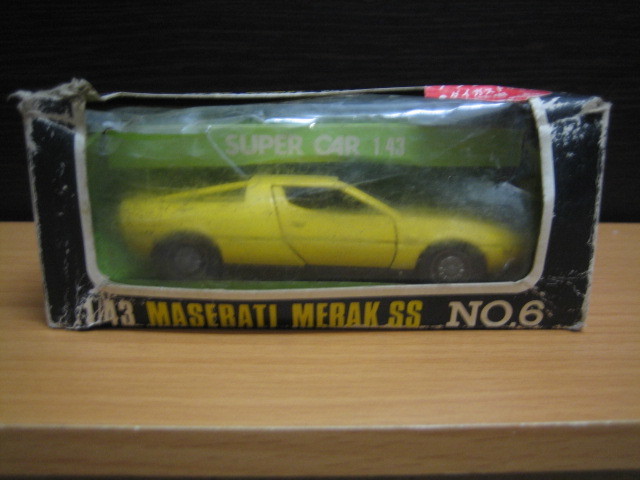 SUPER CAR 1 43
1/43 MASERATI MERAK SS NO.6